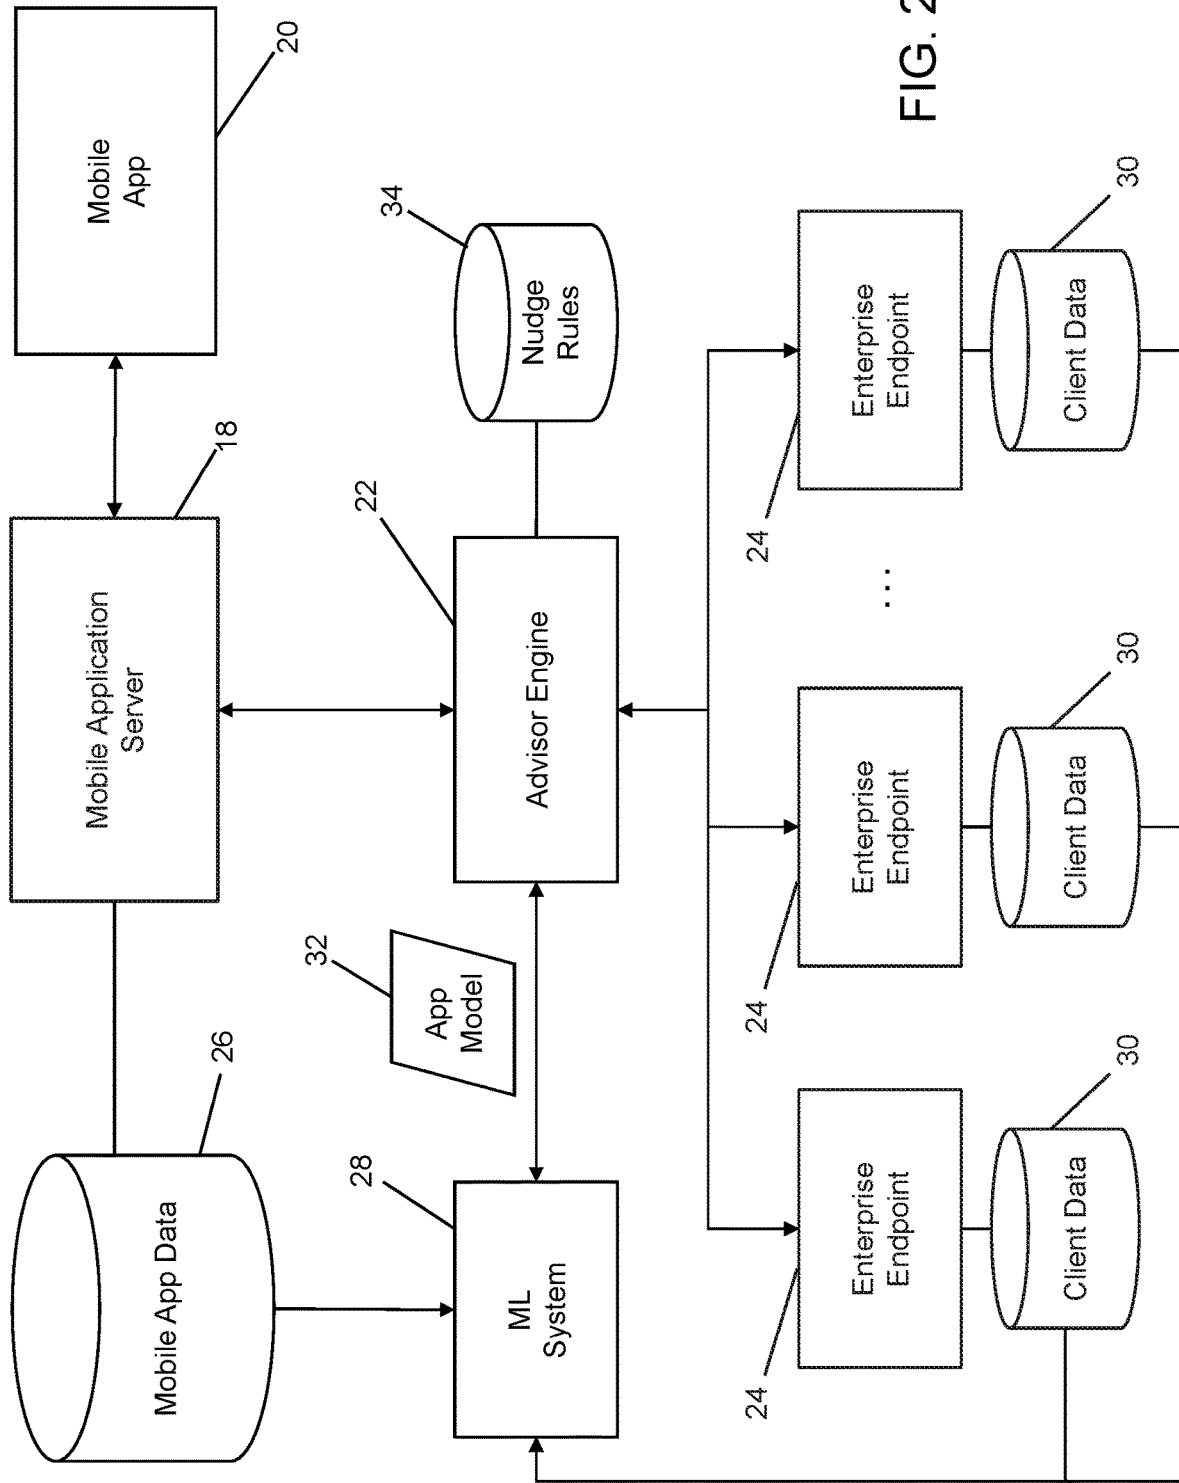 26
Mobile App Data
Mobile Application
Server
18
Mobile
App
20
28
ML
System
32
App
Model
22
Advisor Engine
34
Nudge
Rules
24
Enterprise
Endpoint
24
Enterprise
Endpoint
...
24
Enterprise
Endpoint
30
Client Data
30
Client Data
30
Client Data
FIG. 2